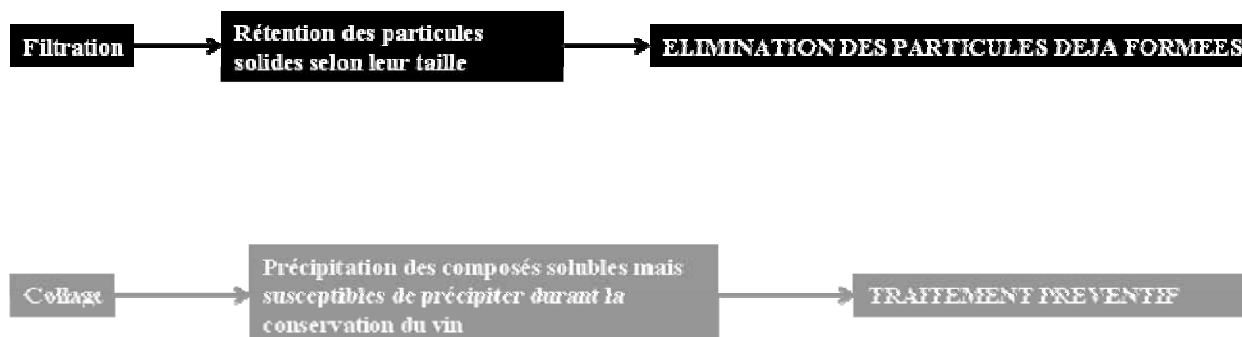 Filtration
Rétention des particules
solides selon leur taille
ELIMINATION DES PARTICULES DEJA FORMEES
Collage
Précipitation des composés solubles mais
susceptibles de précipiter durant la
conservation du vin
TRAITEMENT PREVENTIF